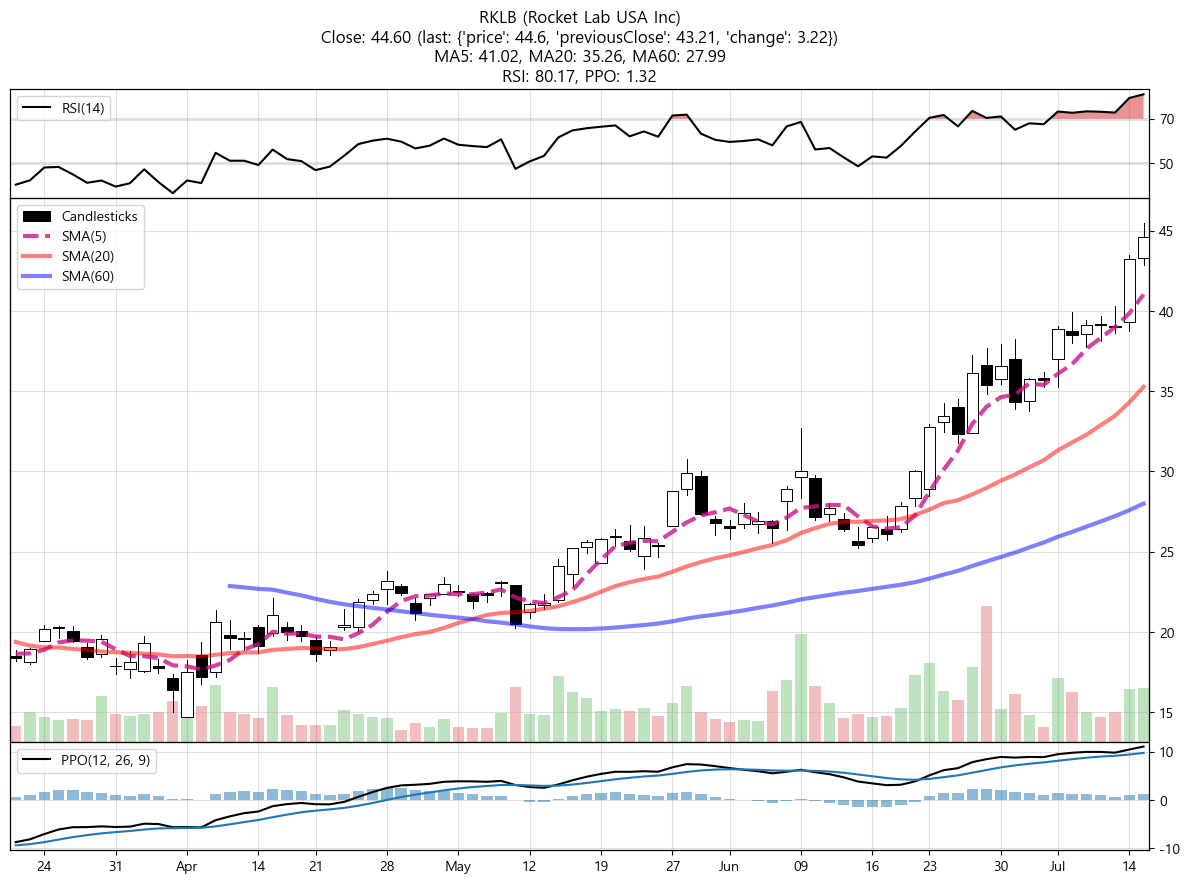 RKLB (Rocket Lab USA Inc)
Close: 44.60 (last: {'price': 44.6, 'previousClose': 43.21, 'change': 3.22})
MA5: 41.02, MA20: 35.26, MA60: 27.99
RSI: 80.17, PPO: 1.32
RSI(14)
70
50
Candlesticks
SMA(5)
SMA(20)
SMA(60)
45
40
35
30
25
20
15
PPO(12, 26, 9)
10
0
-10
24 31 Apr 14 21 28 May 12 19 27 Jun 09 16 23 30 Jul 14